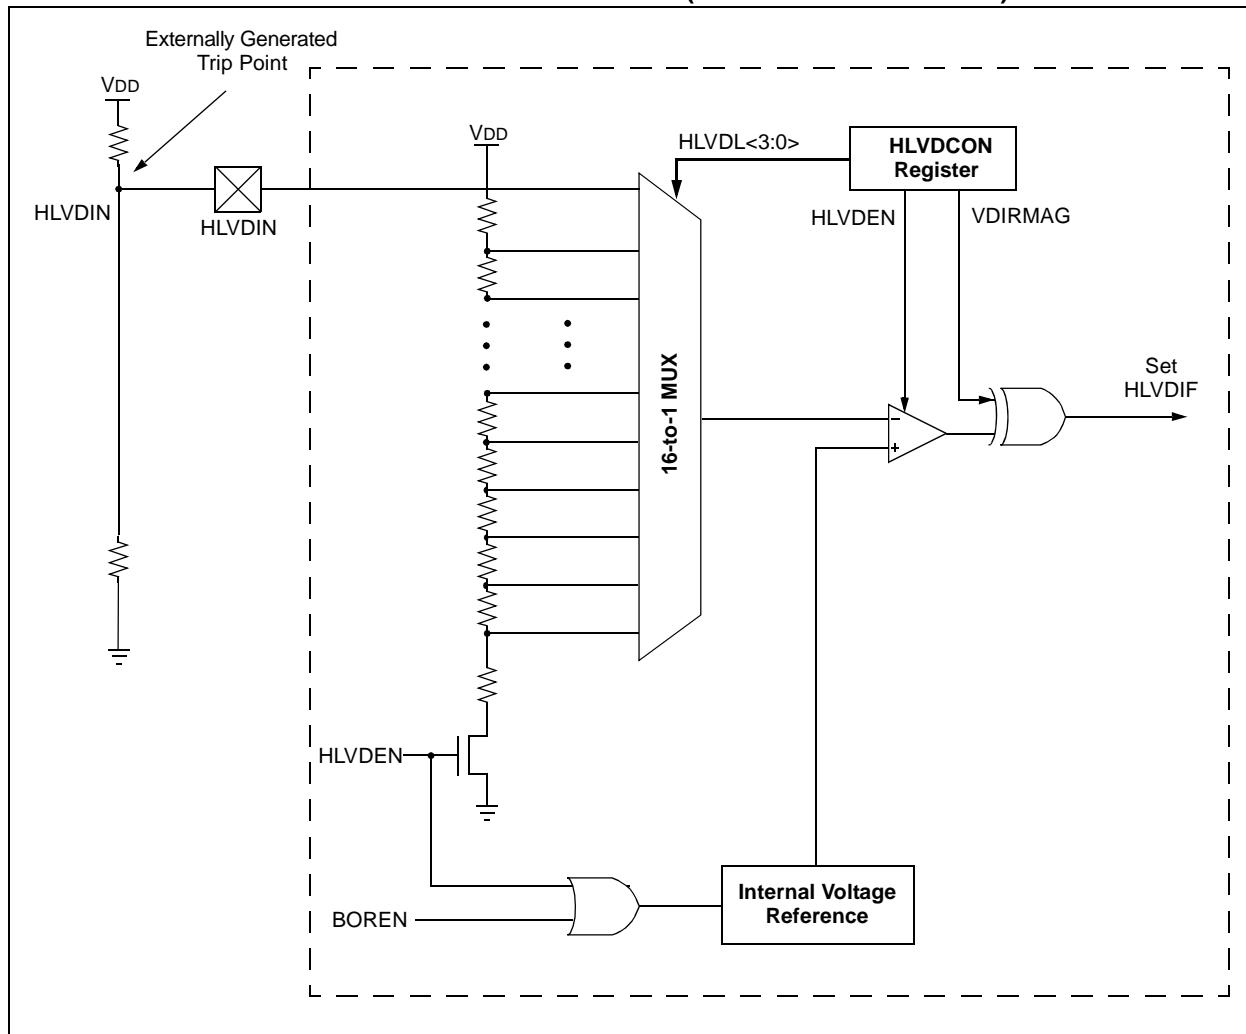 Externally Generated
Trip Point
VDD
VDD
HLVDL<3:0>
HLVDCON
Register
HLVDIN
HLVDIN
HLVDEN
VDIRMAG
16-to-1 MUX
Set
HLVDIF
–
+
HLVDEN
BOREN
Internal Voltage
Reference